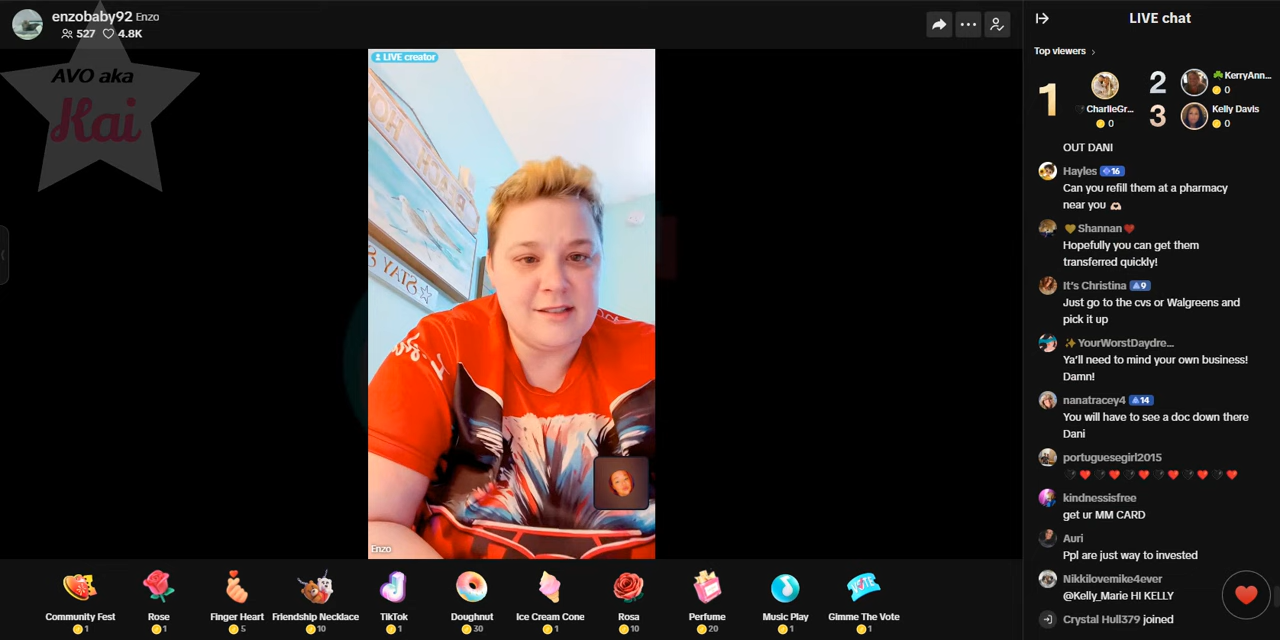 enzobaby92 Enzo
527 4.8K
AVO aka
Kai
LIVE creator
HOME
BEACH
STAY
Enzo
Community Fest
1
Rose
1
Finger Heart
5
Friendship Necklace
10
TikTok
1
Doughnut
30
Ice Cream Cone
1
Rosa
10
Perfume
20
Music Play
1
Gimme The Vote
1
LIVE chat
Top viewers >
1
CharlieGr...
0
2
KerryAnn...
0
3
Kelly Davis
0
OUT DANI
Hayles 16
Can you refill them at a pharmacy
near you
Shannan
Hopefully you can get them
transferred quickly!
It's Christina 9
Just go to the cvs or Walgreens and
pick it up
YourWorstDaydre...
Ya'll need to mind your own business!
Damn!
nanatracey4 14
You will have to see a doc down there
Dani
portuguesegirl2015
kindnessisfree
get ur MM CARD
Auri
Ppl are just way to invested
Nikkilovemike4ever
@Kelly_Marie HI KELLY
Crystal Hull379 joined